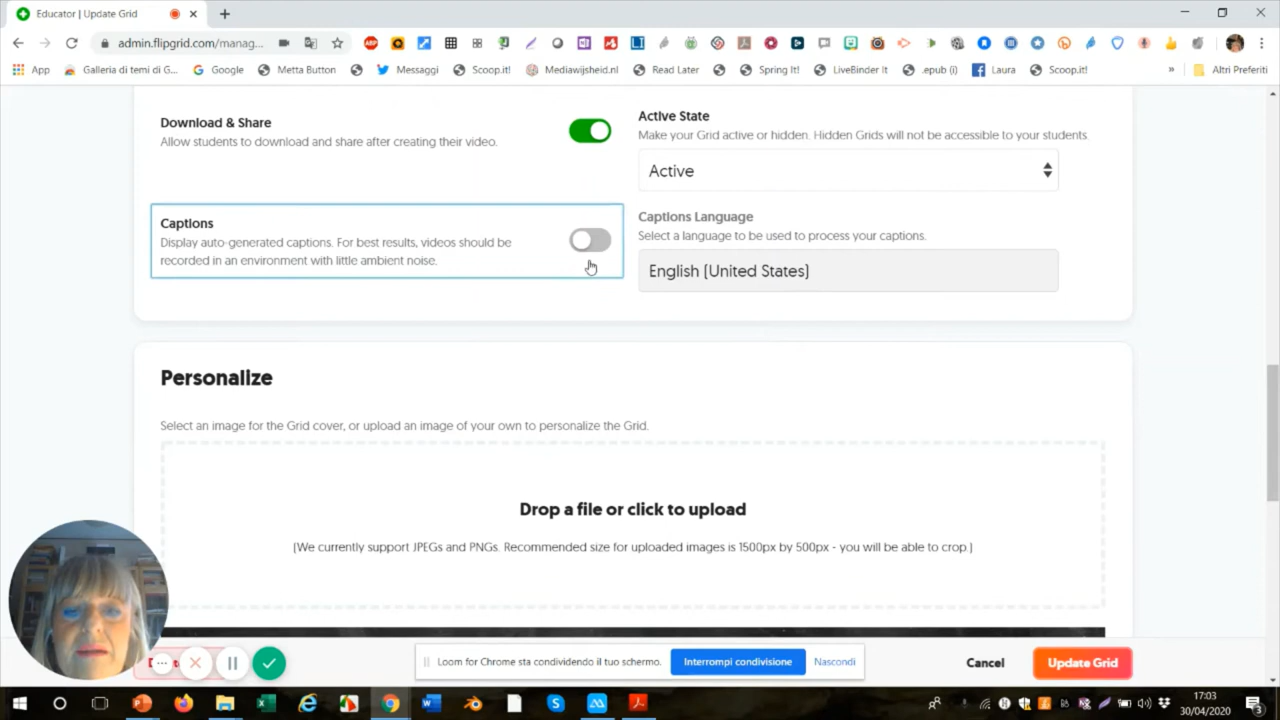 Educator | Update Grid
admin.flipgrid.com/manag...
App
Galleria di temi di G...
Google
Metta Button
Messaggi
Scoop.it!
Mediawijsheid.nl
Read Later
Spring It!
LiveBinder It
.epub (i)
Laura
Scoop.it!
»
Altri Preferiti
Download & Share
Allow students to download and share after creating their video.
Active State
Make your Grid active or hidden. Hidden Grids will not be accessible to your students.
Active
Captions
Display auto-generated captions. For best results, videos should be
recorded in an environment with little ambient noise.
Captions Language
Select a language to be used to process your captions.
English (United States)
Personalize
Select an image for the Grid cover, or upload an image of your own to personalize the Grid.
Drop a file or click to upload
(We currently support JPEGs and PNGs. Recommended size for uploaded images is 1500px by 500px - you will be able to crop.)
Loom for Chrome sta condividendo il tuo schermo.
Interrompi condivisione
Nascondi
Cancel
Update Grid
17:03
30/04/2020